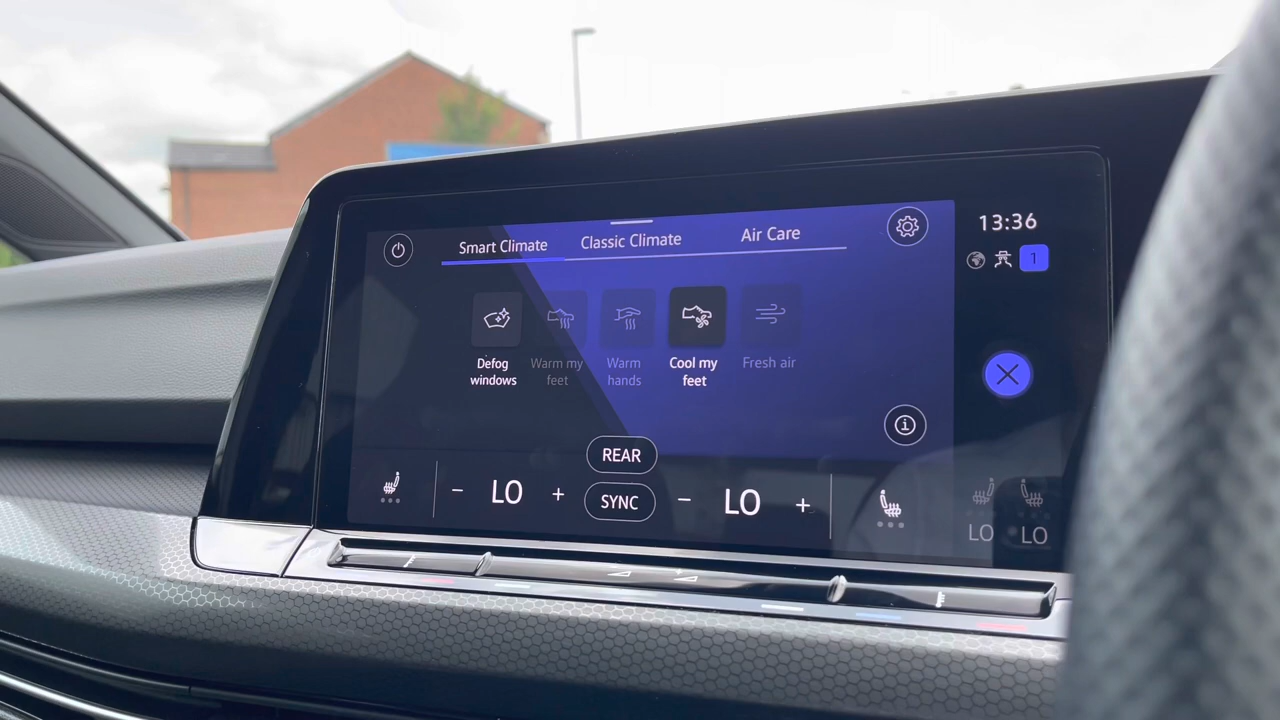 Smart Climate
Classic Climate
Air Care
13:36
1
Defog
windows
Warm my
feet
Warm
hands
Cool my
feet
Fresh air
i
REAR
- LO +
SYNC
- LO +
LO
LO